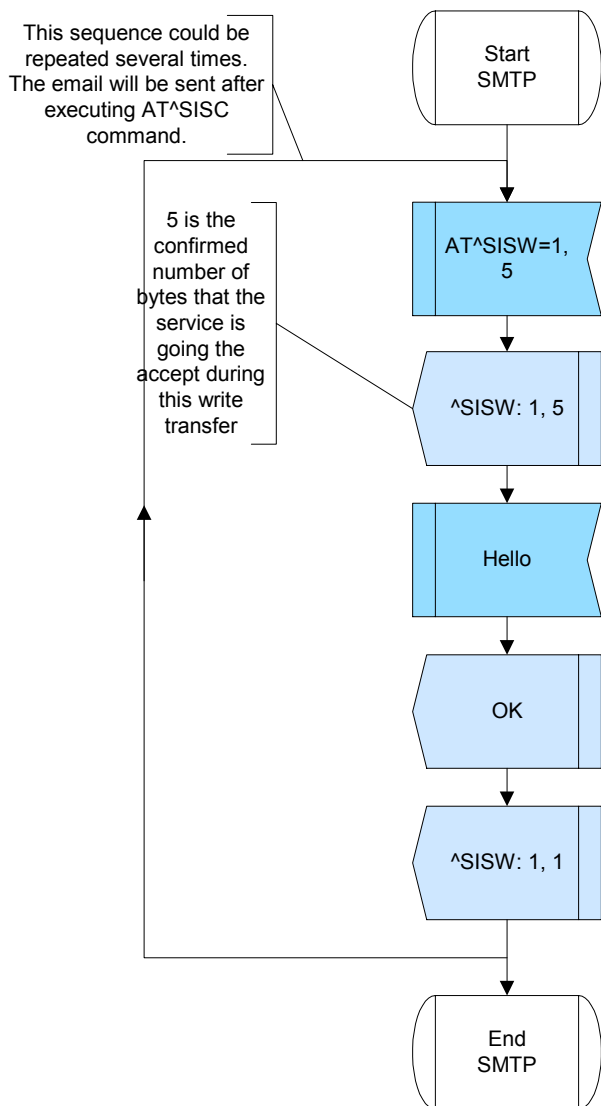 This sequence could be
repeated several times.
The email will be sent after
executing AT^SISC
command.
Start
SMTP
5 is the
confirmed
number of
bytes that the
service is
going the
accept during
this write
transfer
AT^SISW=1,
5
^SISW: 1, 5
Hello
OK
^SISW: 1, 1
End
SMTP